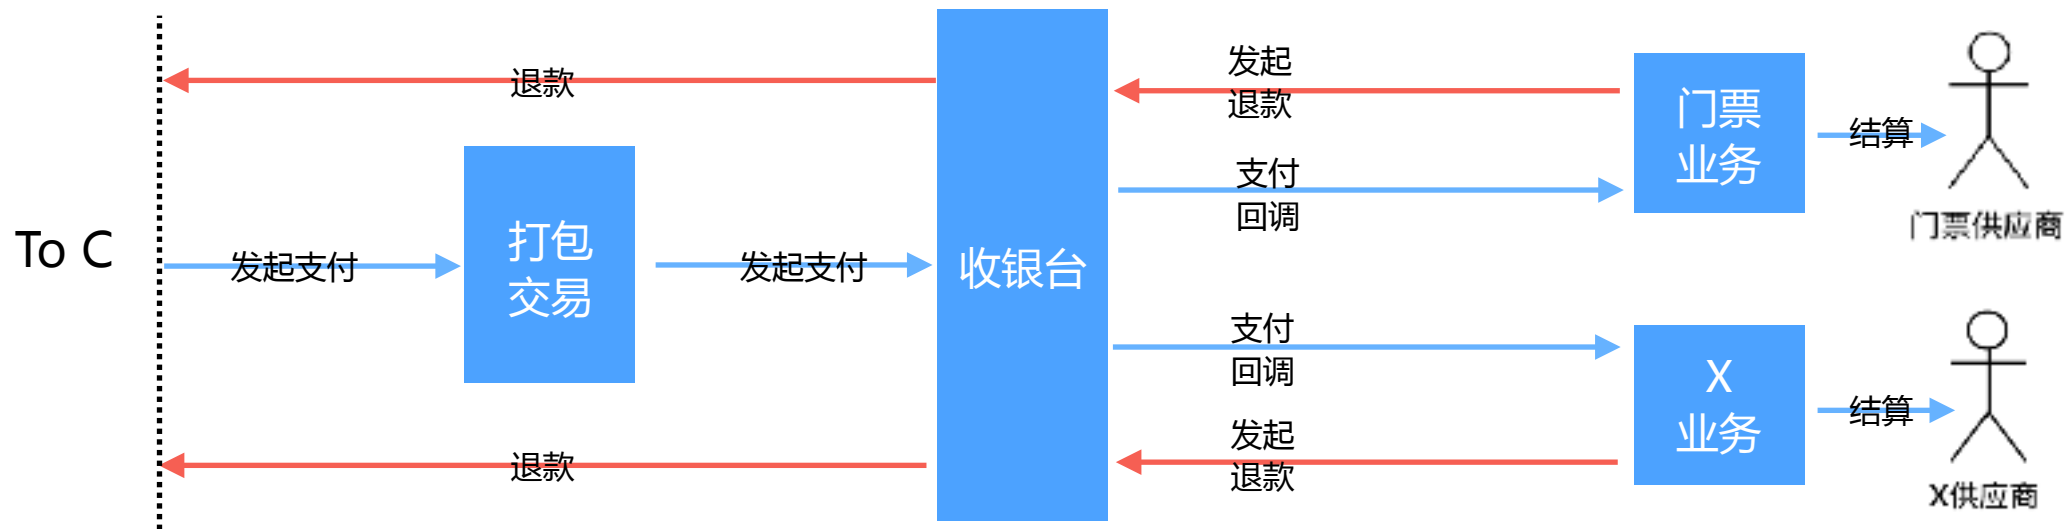 To C
退款
发起支付
打包
交易
发起支付
退款
收银台
发起
退款
支付
回调
支付
回调
发起
退款
门票
业务
结算
门票供应商
X
业务
结算
X供应商